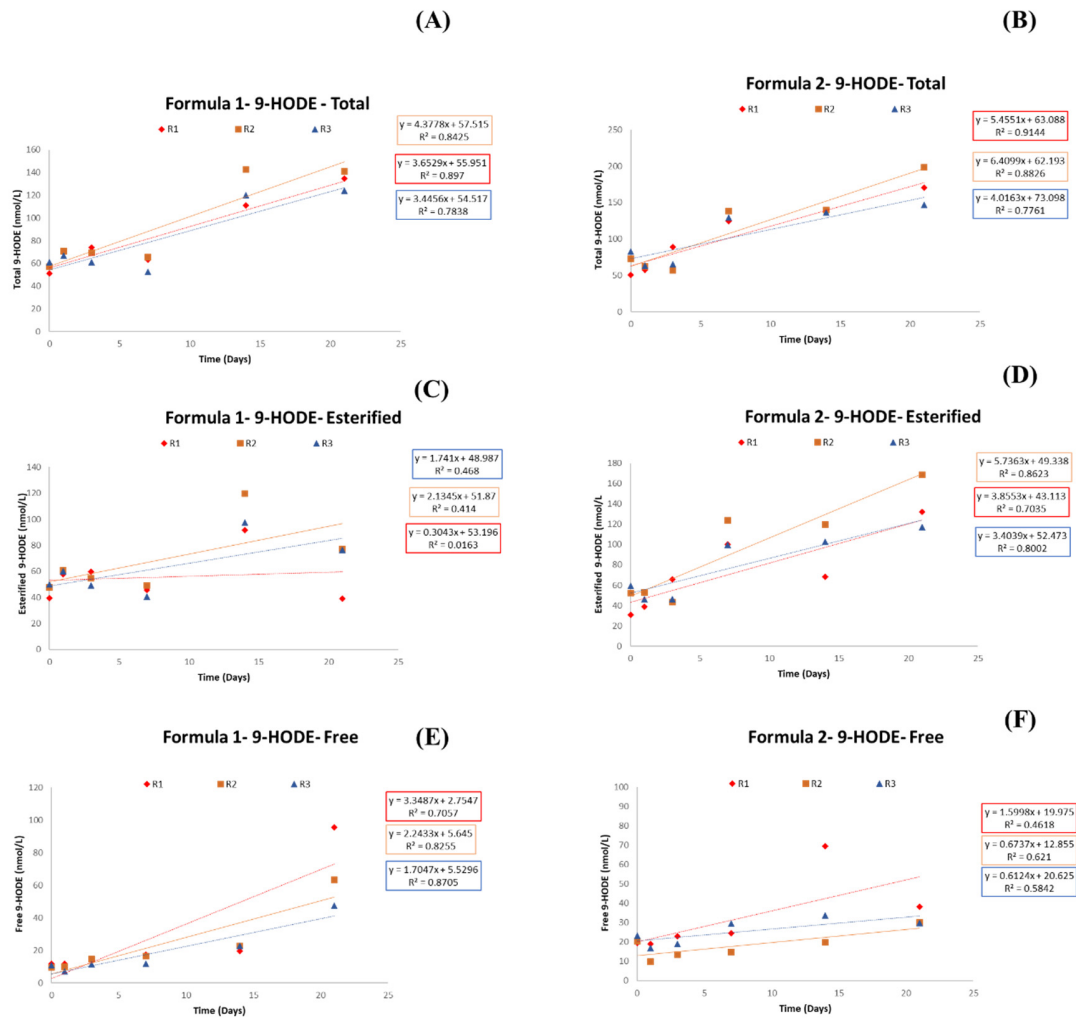 (A)
Formula 1- 9-HODE - Total
R1 R2 R3
y = 4.3778x + 57.515
R² = 0.8425
y = 3.6529x + 55.951
R² = 0.897
y = 3.4456x + 54.517
R² = 0.7838
Total 9-HODE (nmol/L)
160
140
120
100
80
60
40
20
0
0 5 10 15 20 25
Time (Days)
(B)
Formula 2- 9-HODE- Total
R1 R2 R3
y = 5.4551x + 63.088
R² = 0.9144
y = 6.4099x + 62.193
R² = 0.8826
y = 4.0163x + 73.098
R² = 0.7761
Total 9-HODE (nmol/L)
250
200
150
100
50
0
0 5 10 15 20 25
Time (Days)
(C)
Formula 1- 9-HODE- Esterified
R1 R2 R3
y = 1.741x + 48.987
R² = 0.468
y = 2.1345x + 51.87
R² = 0.414
y = 0.3043x + 53.196
R² = 0.0163
Esterified 9-HODE (nmol/L)
140
120
100
80
60
40
20
0
0 5 10 15 20 25
Time (Days)
(D)
Formula 2- 9-HODE- Esterified
R1 R2 R3
y = 5.7363x + 49.338
R² = 0.8623
y = 3.8553x + 43.113
R² = 0.7035
y = 3.4039x + 52.473
R² = 0.8002
Esterified 9-HODE (nmol/L)
180
160
140
120
100
80
60
40
20
0
0 5 10 15 20 25
Time (Days)
(E)
Formula 1- 9-HODE- Free
R1 R2 R3
y = 3.3487x + 2.7547
R² = 0.7057
y = 2.2433x + 5.645
R² = 0.8255
y = 1.7047x + 5.5296
R² = 0.8705
Free 9-HODE (nmol/L)
120
100
80
60
40
20
0
0 5 10 15 20 25
Time (Days)
(F)
Formula 2- 9-HODE- Free
R1 R2 R3
y = 1.5998x + 19.975
R² = 0.4618
y = 0.6737x + 12.855
R² = 0.621
y = 0.6124x + 20.625
R² = 0.5842
Free 9-HODE (nmol/L)
100
90
80
70
60
50
40
30
20
10
0
0 5 10 15 20 25
Time (Days)